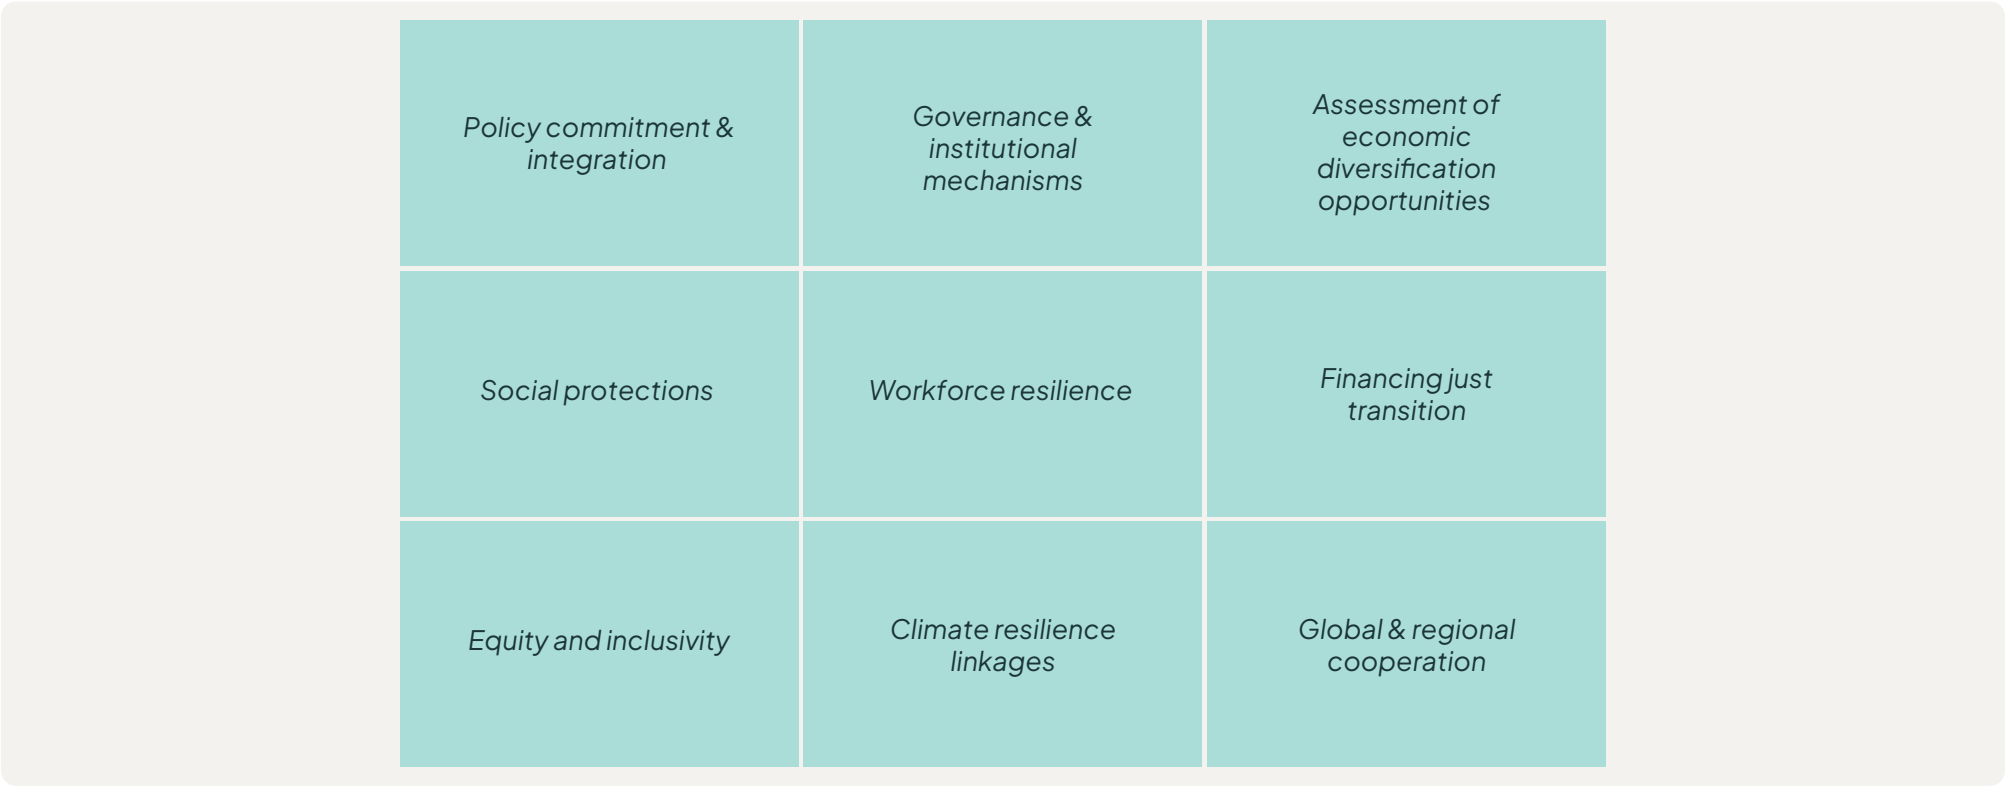 Policy commitment &
integration
Governance &
institutional
mechanisms
Assessment of
economic
diversification
opportunities
Social protections
Workforce resilience
Financing just
transition
Equity and inclusivity
Climate resilience
linkages
Global & regional
cooperation